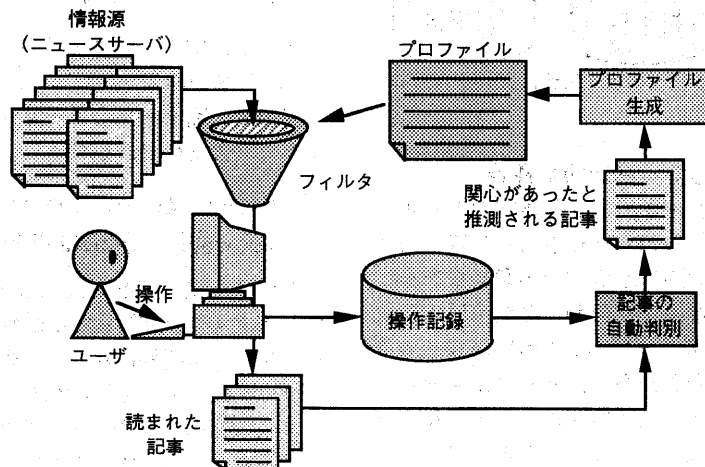 情報源
(ニュースサーバ)
プロファイル
プロファイル
生成
フィルタ
関心があったと
推測される記事
操作
ユーザ
操作記録
記事の
自動判別
読まれた
記事